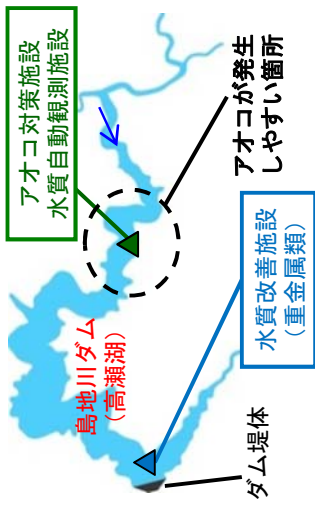 アオコ対策施設
水質自動観測施設
アオコが発生
しやすい箇所
島地川ダム
（高瀬湖）
水質改善施設
（重金属類）
ダム堤体